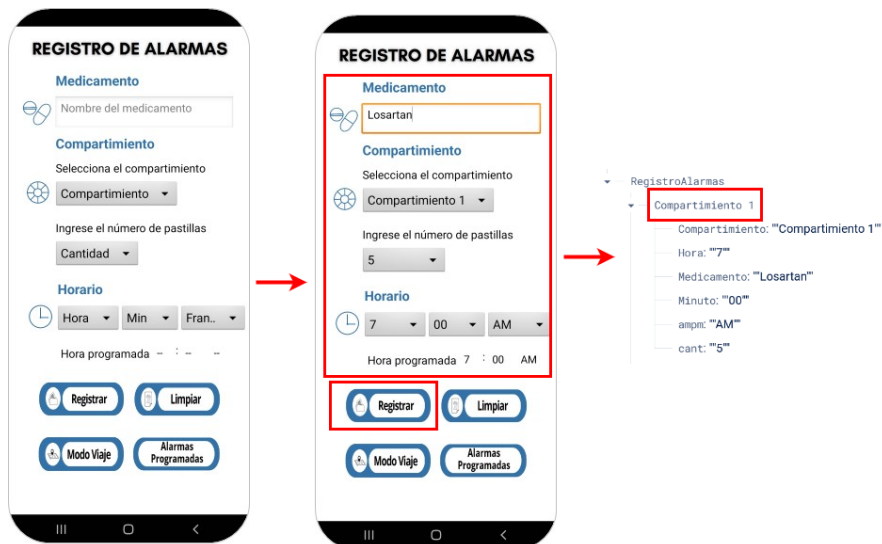 REGISTRO DE ALARMAS
Medicamento
Nombre del medicamento
Compartimiento
Selecciona el compartimiento
Compartimiento
Ingrese el número de pastillas
Cantidad
Horario
Hora Min Fran..
Hora programada -- : -- --
Registrar Limpiar
Modo Viaje Alarmas Programadas
REGISTRO DE ALARMAS
Medicamento
Losartan
Compartimiento
Selecciona el compartimiento
Compartimiento 1
Ingrese el número de pastillas
5
Horario
7 00 AM
Hora programada 7 : 00 AM
Registrar Limpiar
Modo Viaje Alarmas Programadas
RegistroAlarmas
Compartimiento 1
Compartimiento: ""Compartimiento 1""
Hora: ""7""
Medicamento: ""Losartan""
Minuto: ""00""
ampm: ""AM""
cant: ""5""